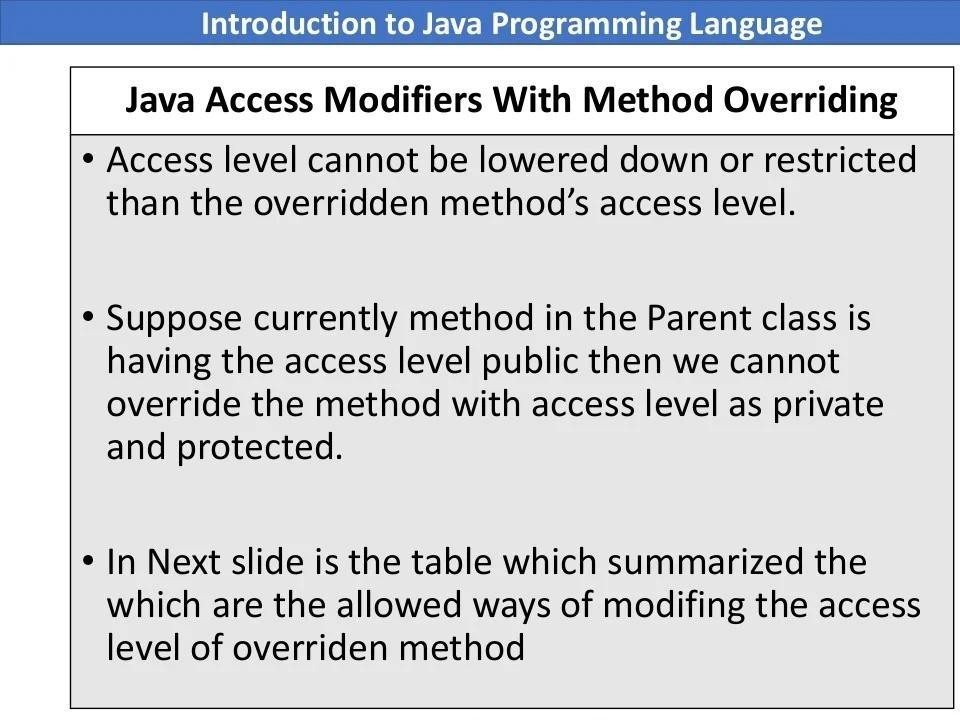 Introduction to Java Programming Language
Java Access Modifiers With Method Overriding
• Access level cannot be lowered down or restricted
than the overridden method’s access level.
• Suppose currently method in the Parent class is
having the access level public then we cannot
override the method with access level as private
and protected.
• In Next slide is the table which summarized the
which are the allowed ways of modifing the access
level of overriden method